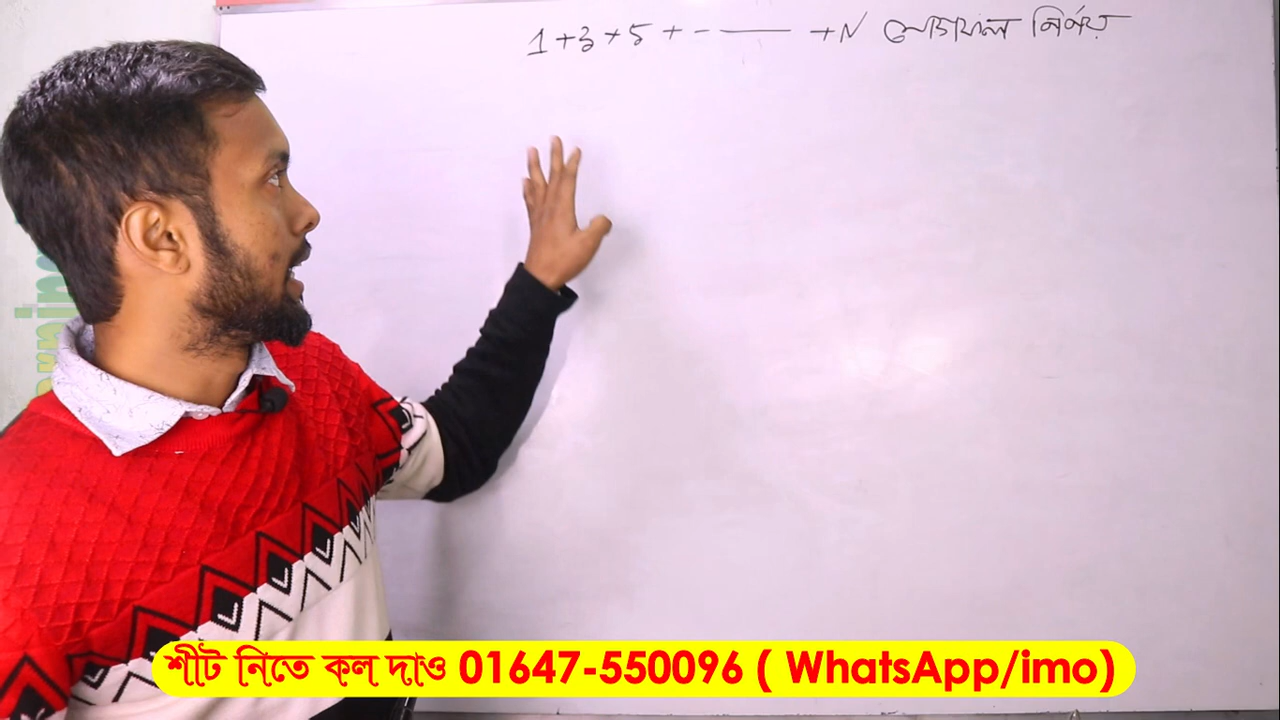 1+3+5+-——+N যোগফল নির্ণয়
শীট নিতে কল দাও 01647-550096 ( WhatsApp/imo)